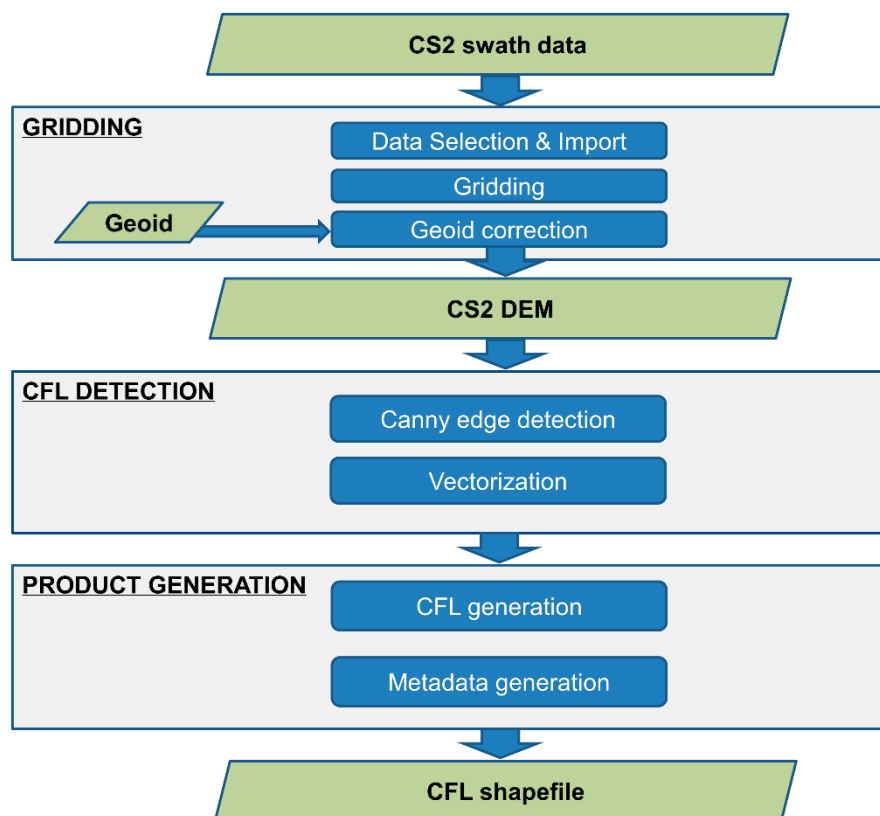 CS2 swath data
GRIDDING
Data Selection & Import
Gridding
Geoid
Geoid correction
CS2 DEM
CFL DETECTION
Canny edge detection
Vectorization
PRODUCT GENERATION
CFL generation
Metadata generation
CFL shapefile